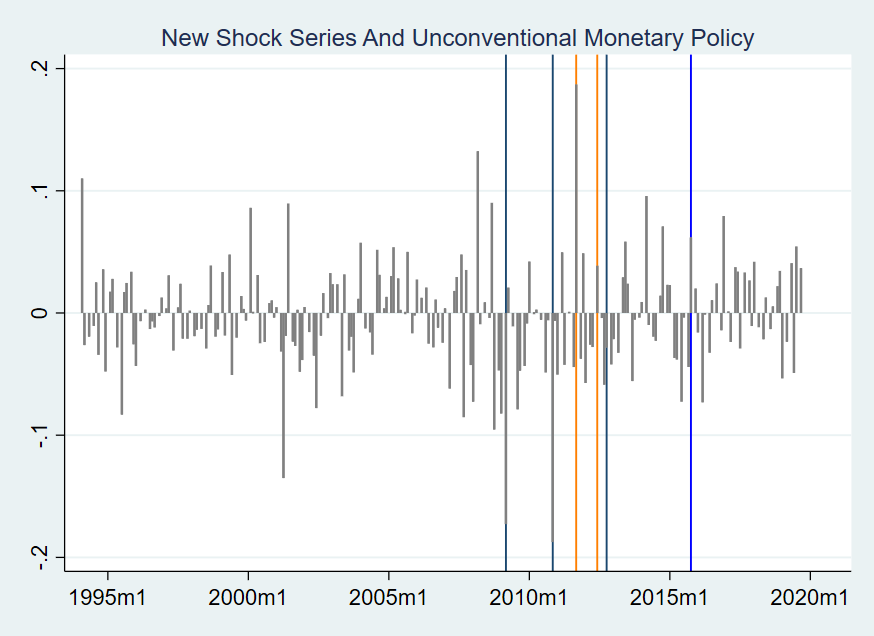 New Shock Series And Unconventional Monetary Policy
.2
.1
0
-.1
-.2
1995m1 2000m1 2005m1 2010m1 2015m1 2020m1